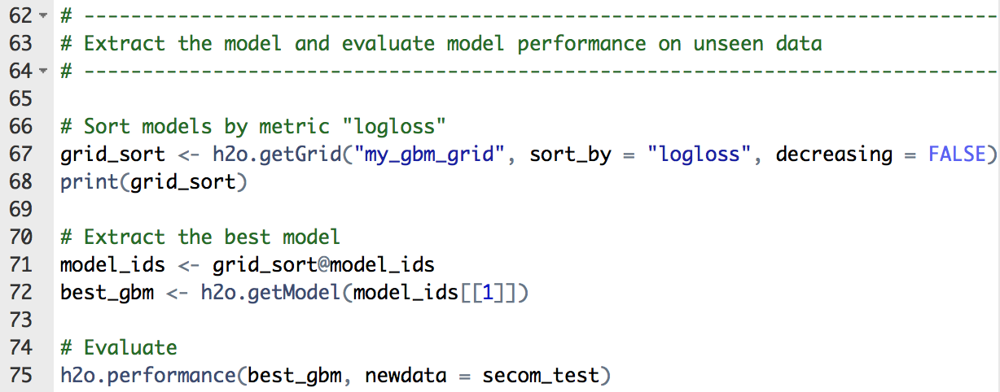 62 # ------------------------------------------------------------------------------
63 # Extract the model and evaluate model performance on unseen data
64 # ------------------------------------------------------------------------------
65
66 # Sort models by metric "logloss"
67 grid_sort <- h2o.getGrid("my_gbm_grid", sort_by = "logloss", decreasing = FALSE)
68 print(grid_sort)
69
70 # Extract the best model
71 model_ids <- grid_sort@model_ids
72 best_gbm <- h2o.getModel(model_ids[[1]])
73
74 # Evaluate
75 h2o.performance(best_gbm, newdata = secom_test)